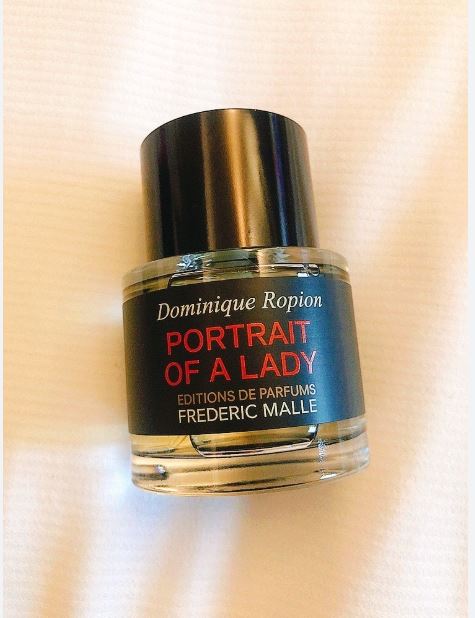 Dominique Ropion
PORTRAIT
OF A LADY
EDITIONS DE PARFUMS
FREDERIC MALLE